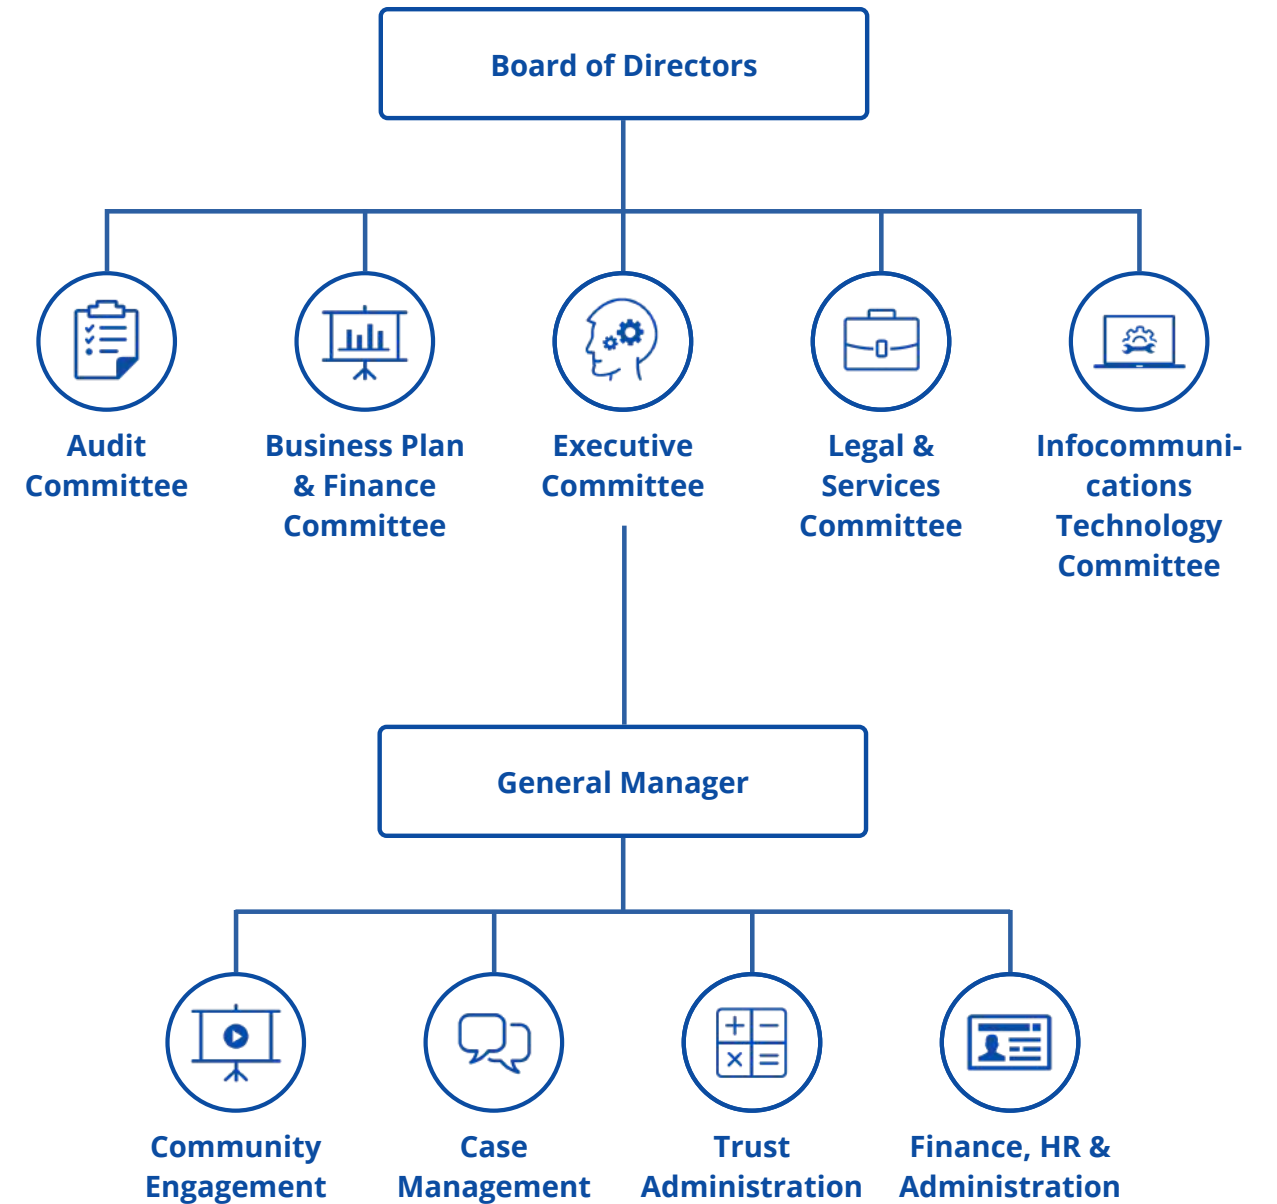 Board of Directors
Audit
Committee
Business Plan
& Finance
Committee
Executive
Committee
Legal &
Services
Committee
Infocommuni-
cations
Technology
Committee
General Manager
Community
Engagement
Case
Management
Trust
Administration
Finance, HR &
Administration